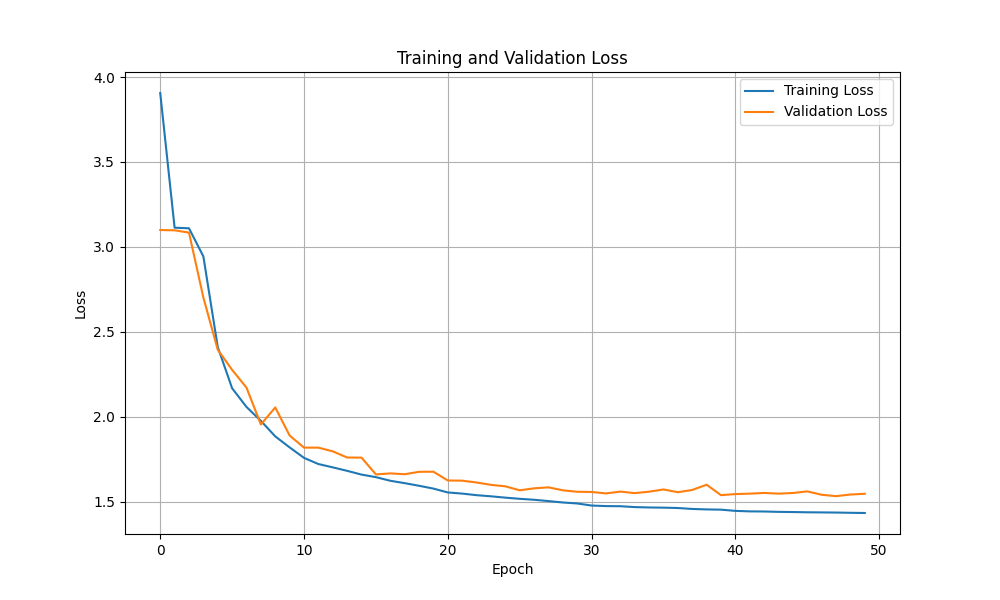 Training and Validation Loss
Training Loss
Validation Loss
4.0
3.5
3.0
2.5
2.0
1.5
Loss
0 10 20 30 40 50
Epoch